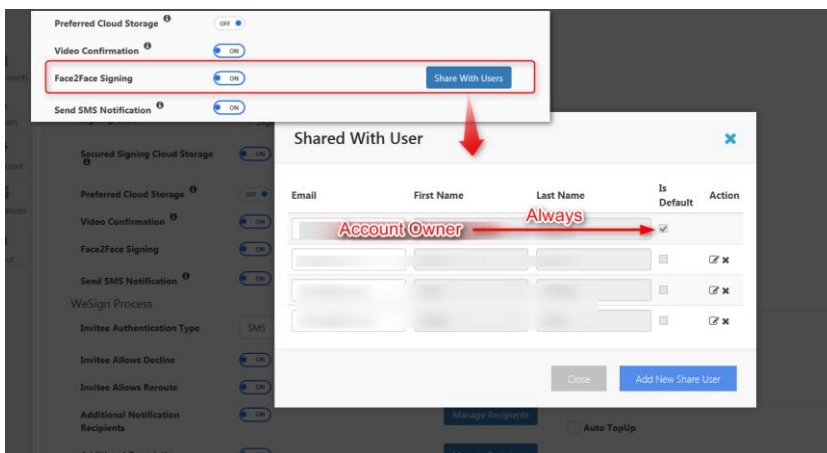 Preferred Cloud Storage
OFF
Video Confirmation
ON
Face2Face Signing
ON
Share With Users
Send SMS Notification
ON
Shared With User
Email
First Name
Last Name
Is
Default
Action
Account Owner
Always
Close
Add New Share User
Secured Signing Cloud Storage
ON
Preferred Cloud Storage
OFF
Video Confirmation
ON
Face2Face Signing
ON
Send SMS Notification
ON
WeSign Process
Invitee Authentication Type
SMS
Invitee Allows Decline
ON
Invitee Allows Reroute
ON
Additional Notification
Recipients
ON
Manage Recipients
Auto TopUp